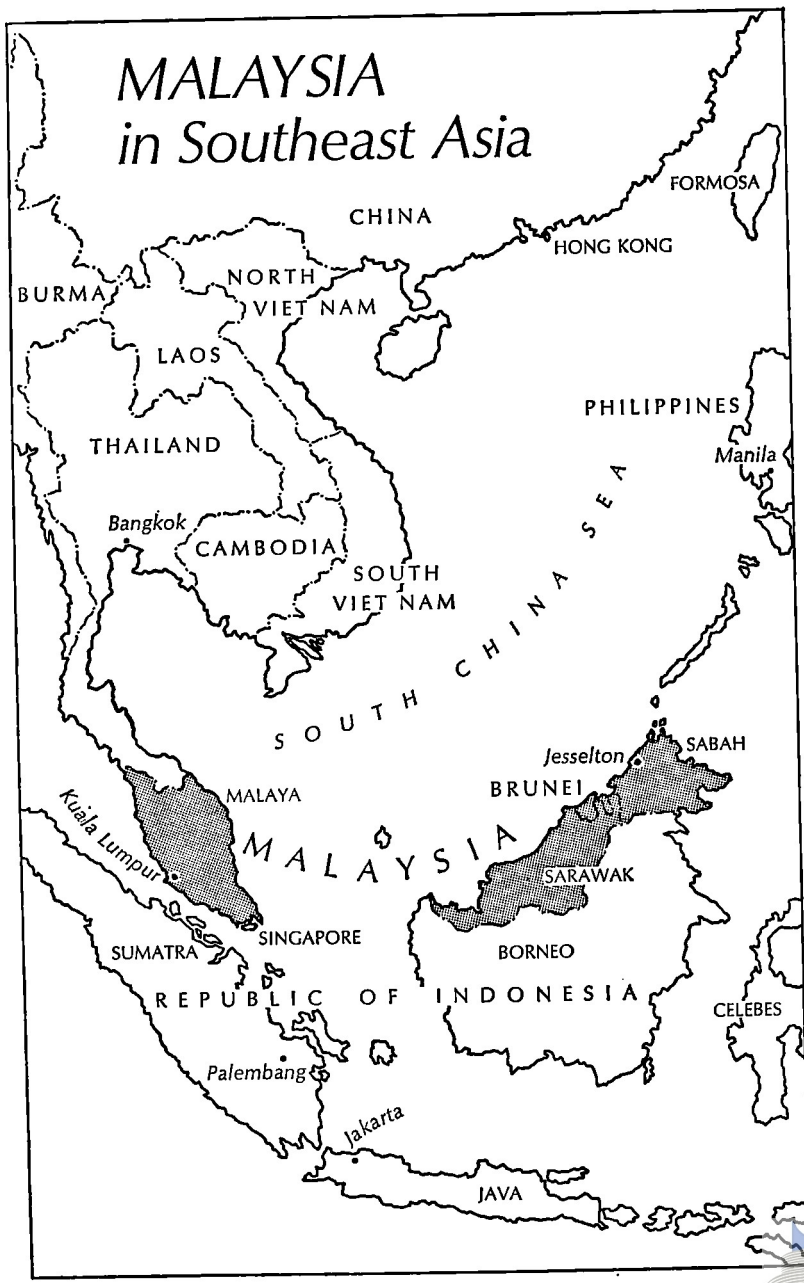 MALAYSIA
in Southeast Asia
CHINA
FORMOSA
HONG KONG
BURMA
NORTH
VIET NAM
LAOS
PHILIPPINES
THAILAND
Manila
Bangkok
CAMBODIA
SOUTH
VIET NAM
SOUTH CHINA SEA
Jesselton
SABAH
BRUNEI
MALAYA
Kuala Lumpur
MALAYSIA
SARAWAK
SINGAPORE
SUMATRA
BORNEO
REPUBLIC OF INDONESIA
CELEBES
Palembang
Jakarta
JAVA